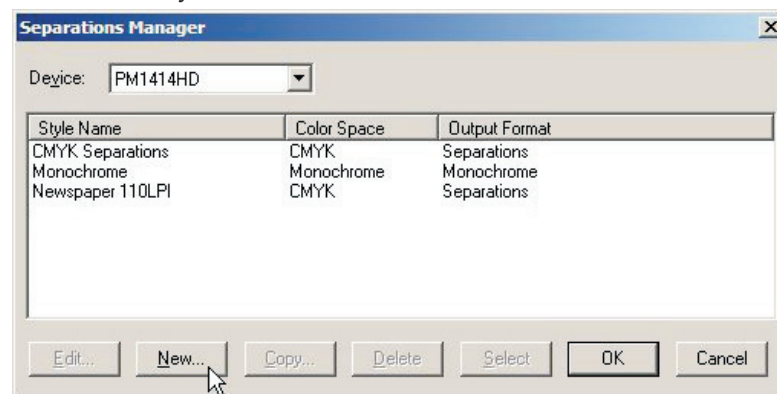 Separations Manager
Device: PM1414HD
Style Name Color Space Output Format
CMYK Separations CMYK Separations
Monochrome Monochrome Monochrome
Newspaper 110LPI CMYK Separations
Edit... New... Copy... Delete Select OK Cancel